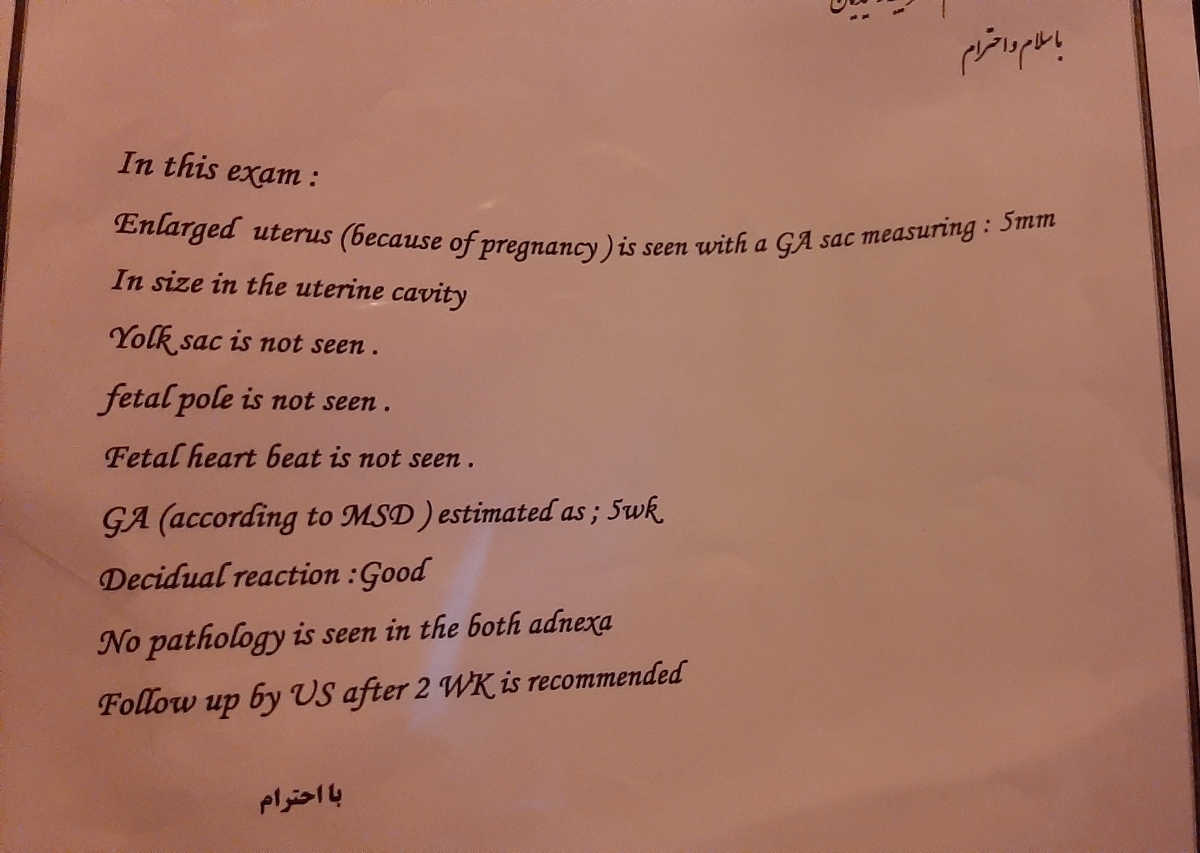 با سلام و احترام
In this exam :
Enlarged uterus (because of pregnancy ) is seen with a GA sac measuring : 5mm
In size in the uterine cavity
Yolk sac is not seen .
fetal pole is not seen .
Fetal heart beat is not seen .
GA (according to MSD ) estimated as ; 5wk
Decidual reaction :Good
No pathology is seen in the both adnexa
Follow up by US after 2 WK is recommended
با احترام